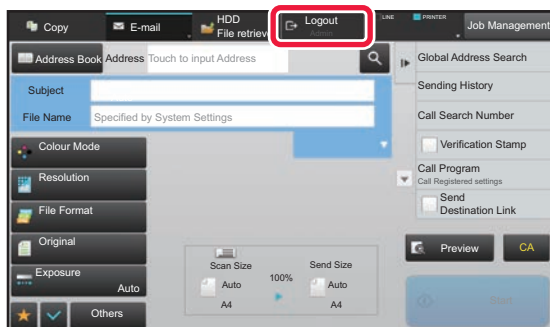 Copy
E-mail
HDD
File retriev
Logout
Admin
LINE
PRINTER
Job Management
Address Book
Address
Touch to input Address
Subject
File Name
Specified by System Settings
Colour Mode
Resolution
File Format
Original
Exposure
Auto
Others
Scan Size
Auto
A4
100%
Send Size
Auto
A4
Global Address Search
Sending History
Call Search Number
Verification Stamp
Call Program
Call Registered settings
Send
Destination Link
Preview
CA
Start